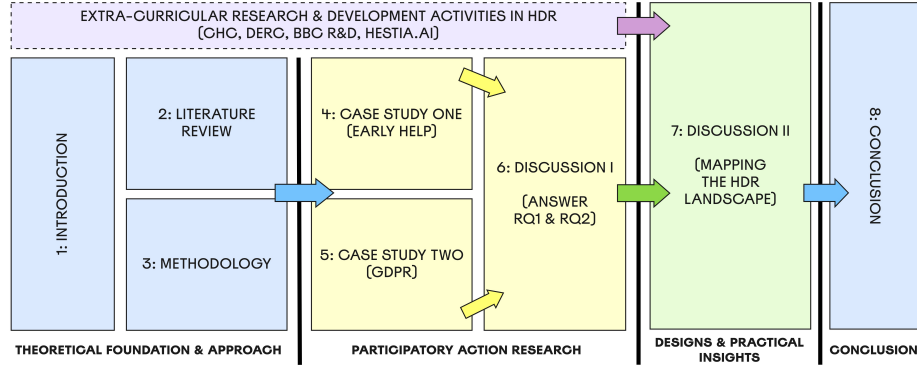 EXTRA-CURRICULAR RESEARCH & DEVELOPMENT ACTIVITIES IN HDR
(CHC, DERC, BBC R&D, HESTIA.AI)
1: INTRODUCTION
2: LITERATURE
REVIEW
3: METHODOLOGY
4: CASE STUDY ONE
(EARLY HELP)
5: CASE STUDY TWO
(GDPR)
6: DISCUSSION I
(ANSWER
RQ1 & RQ2)
7: DISCUSSION II
(MAPPING
THE HDR
LANDSCAPE)
8: CONCLUSION
THEORETICAL FOUNDATION & APPROACH
PARTICIPATORY ACTION RESEARCH
DESIGNS & PRACTICAL
INSIGHTS
CONCLUSION